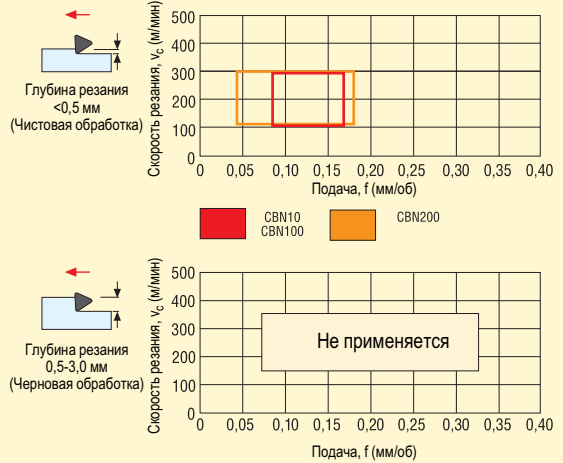 Глубина резания
<0,5 мм
(Чистовая обработка)
Скорость резания, vc (м/мин)
500
400
300
200
100
0
0,05
0,10
0,15
0,20
0,25
0,30
0,35
0,40
Подача, f (мм/об)
CBN10
CBN100
CBN200
Глубина резания
0,5-3,0 мм
(Черновая обработка)
Скорость резания, vc (м/мин)
500
400
300
200
100
0
Не применяется
0
0,05
0,10
0,15
0,20
0,25
0,30
0,35
0,40
Подача, f (мм/об)